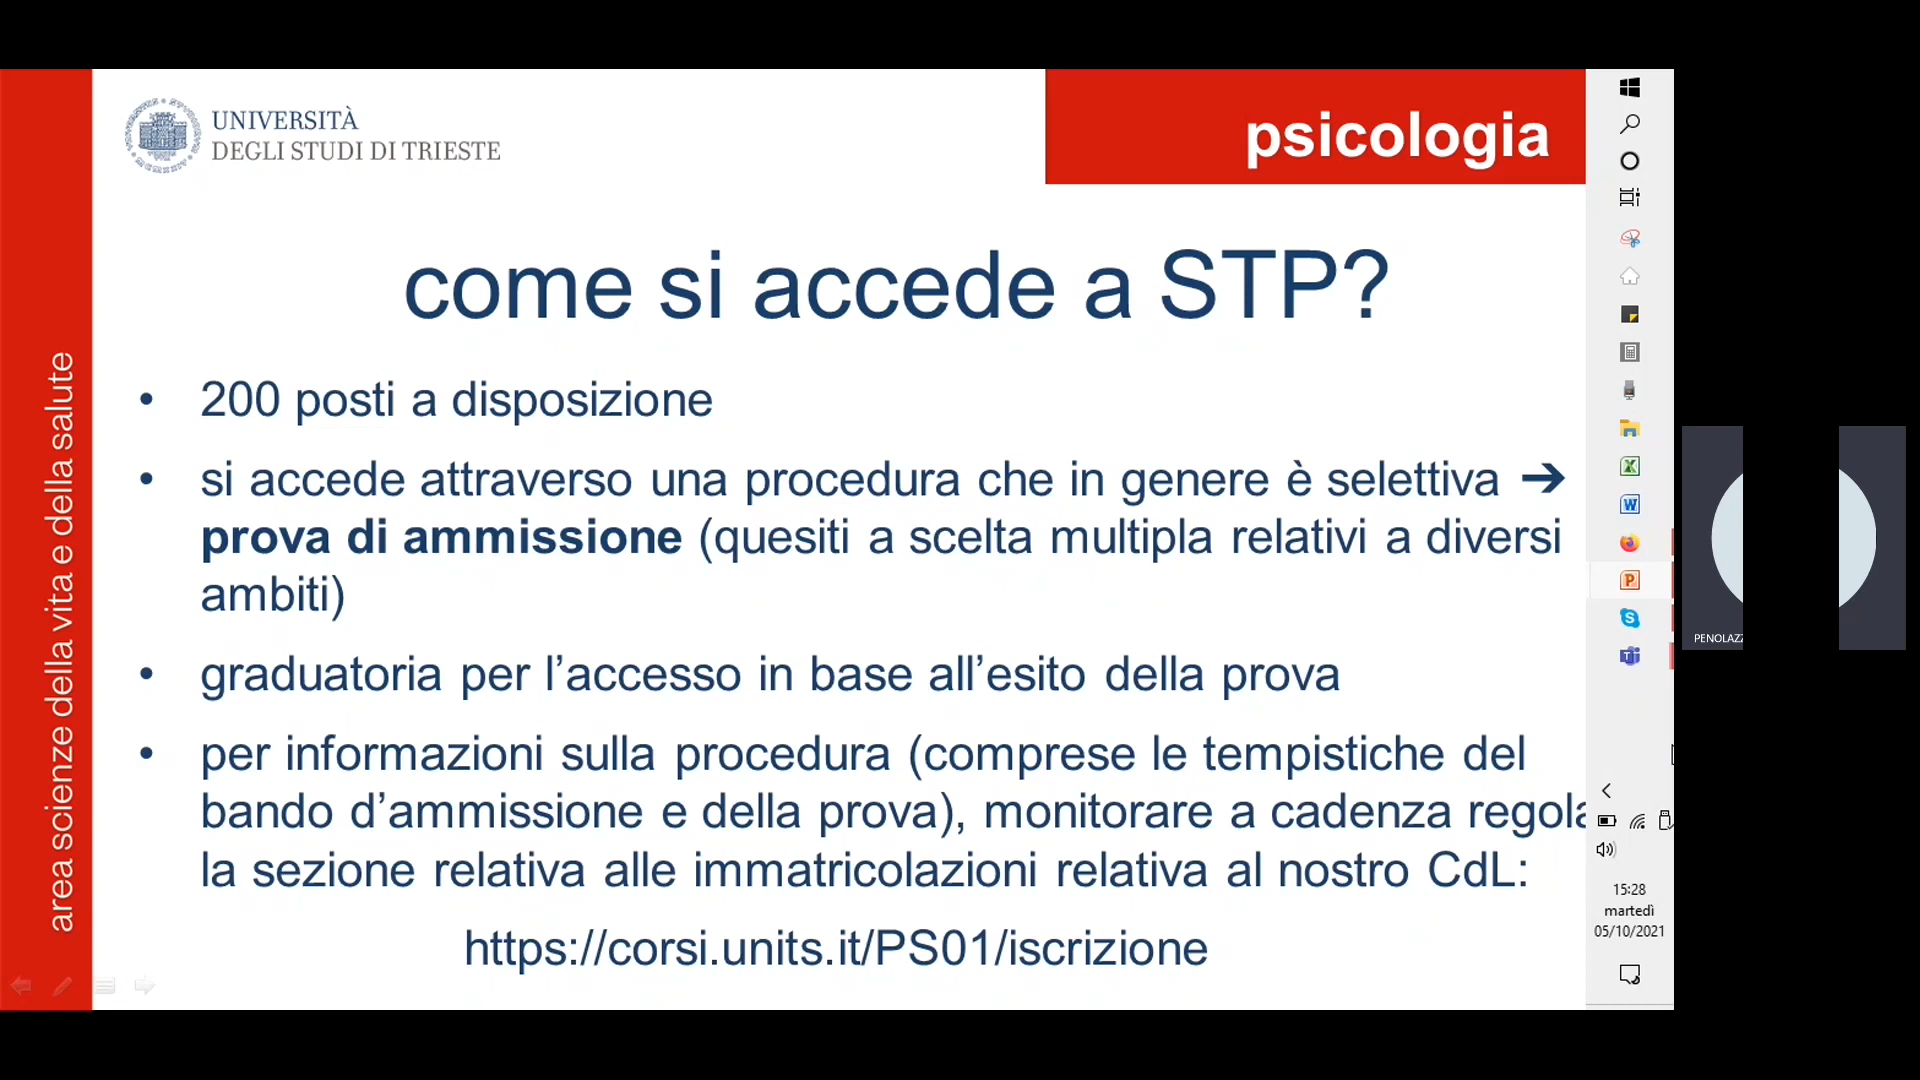 UNIVERSITÀ
DEGLI STUDI DI TRIESTE
psicologia
area scienze della vita e della salute
come si accede a STP?
• 200 posti a disposizione
• si accede attraverso una procedura che in genere è selettiva ➔
prova di ammissione (quesiti a scelta multipla relativi a diversi
ambiti)
• graduatoria per l’accesso in base all’esito della prova
• per informazioni sulla procedura (comprese le tempistiche del
bando d’ammissione e della prova), monitorare a cadenza
la sezione relativa alle immatricolazioni relativa al nostro CdL:
https://corsi.units.it/PS01/iscrizione
15:28
martedì
05/10/2021